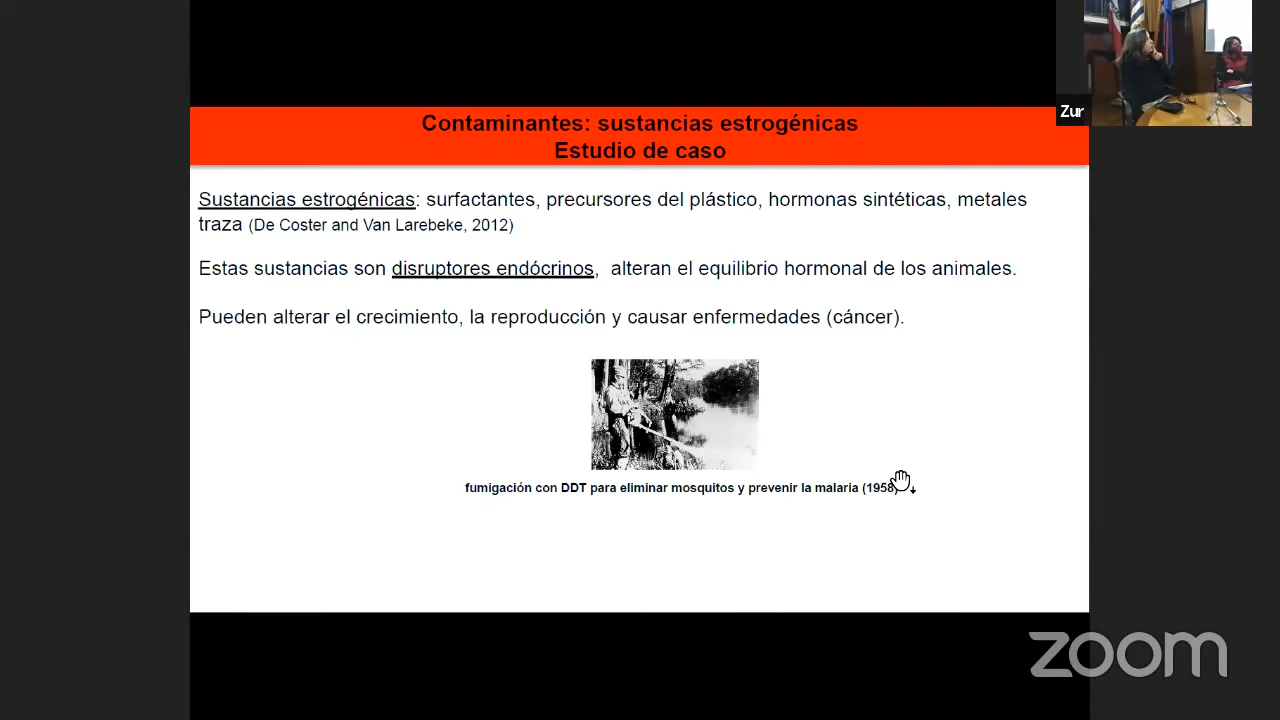 Contaminantes: sustancias estrogénicas
Estudio de caso
Zur
Sustancias estrogénicas: surfactantes, precursores del plástico, hormonas sintéticas, metales
traza (De Coster and Van Larebeke, 2012)
Estas sustancias son disruptores endócrinos, alteran el equilibrio hormonal de los animales.
Pueden alterar el crecimiento, la reproducción y causar enfermedades (cáncer).
fumigación con DDT para eliminar mosquitos y prevenir la malaria (1958)
zoom